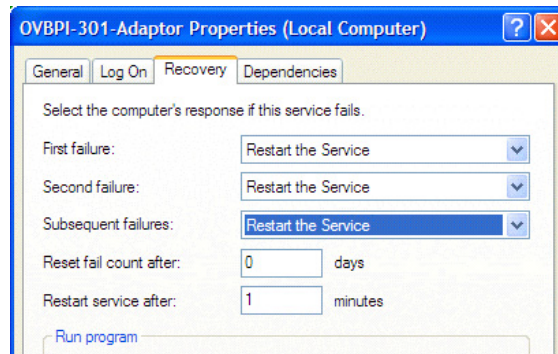 OVBPI-301-Adaptor Properties (Local Computer)
General Log On Recovery Dependencies
Select the computer's response if this service fails.
First failure: Restart the Service
Second failure: Restart the Service
Subsequent failures: Restart the Service
Reset fail count after: 0 days
Restart service after: 1 minutes
Run program